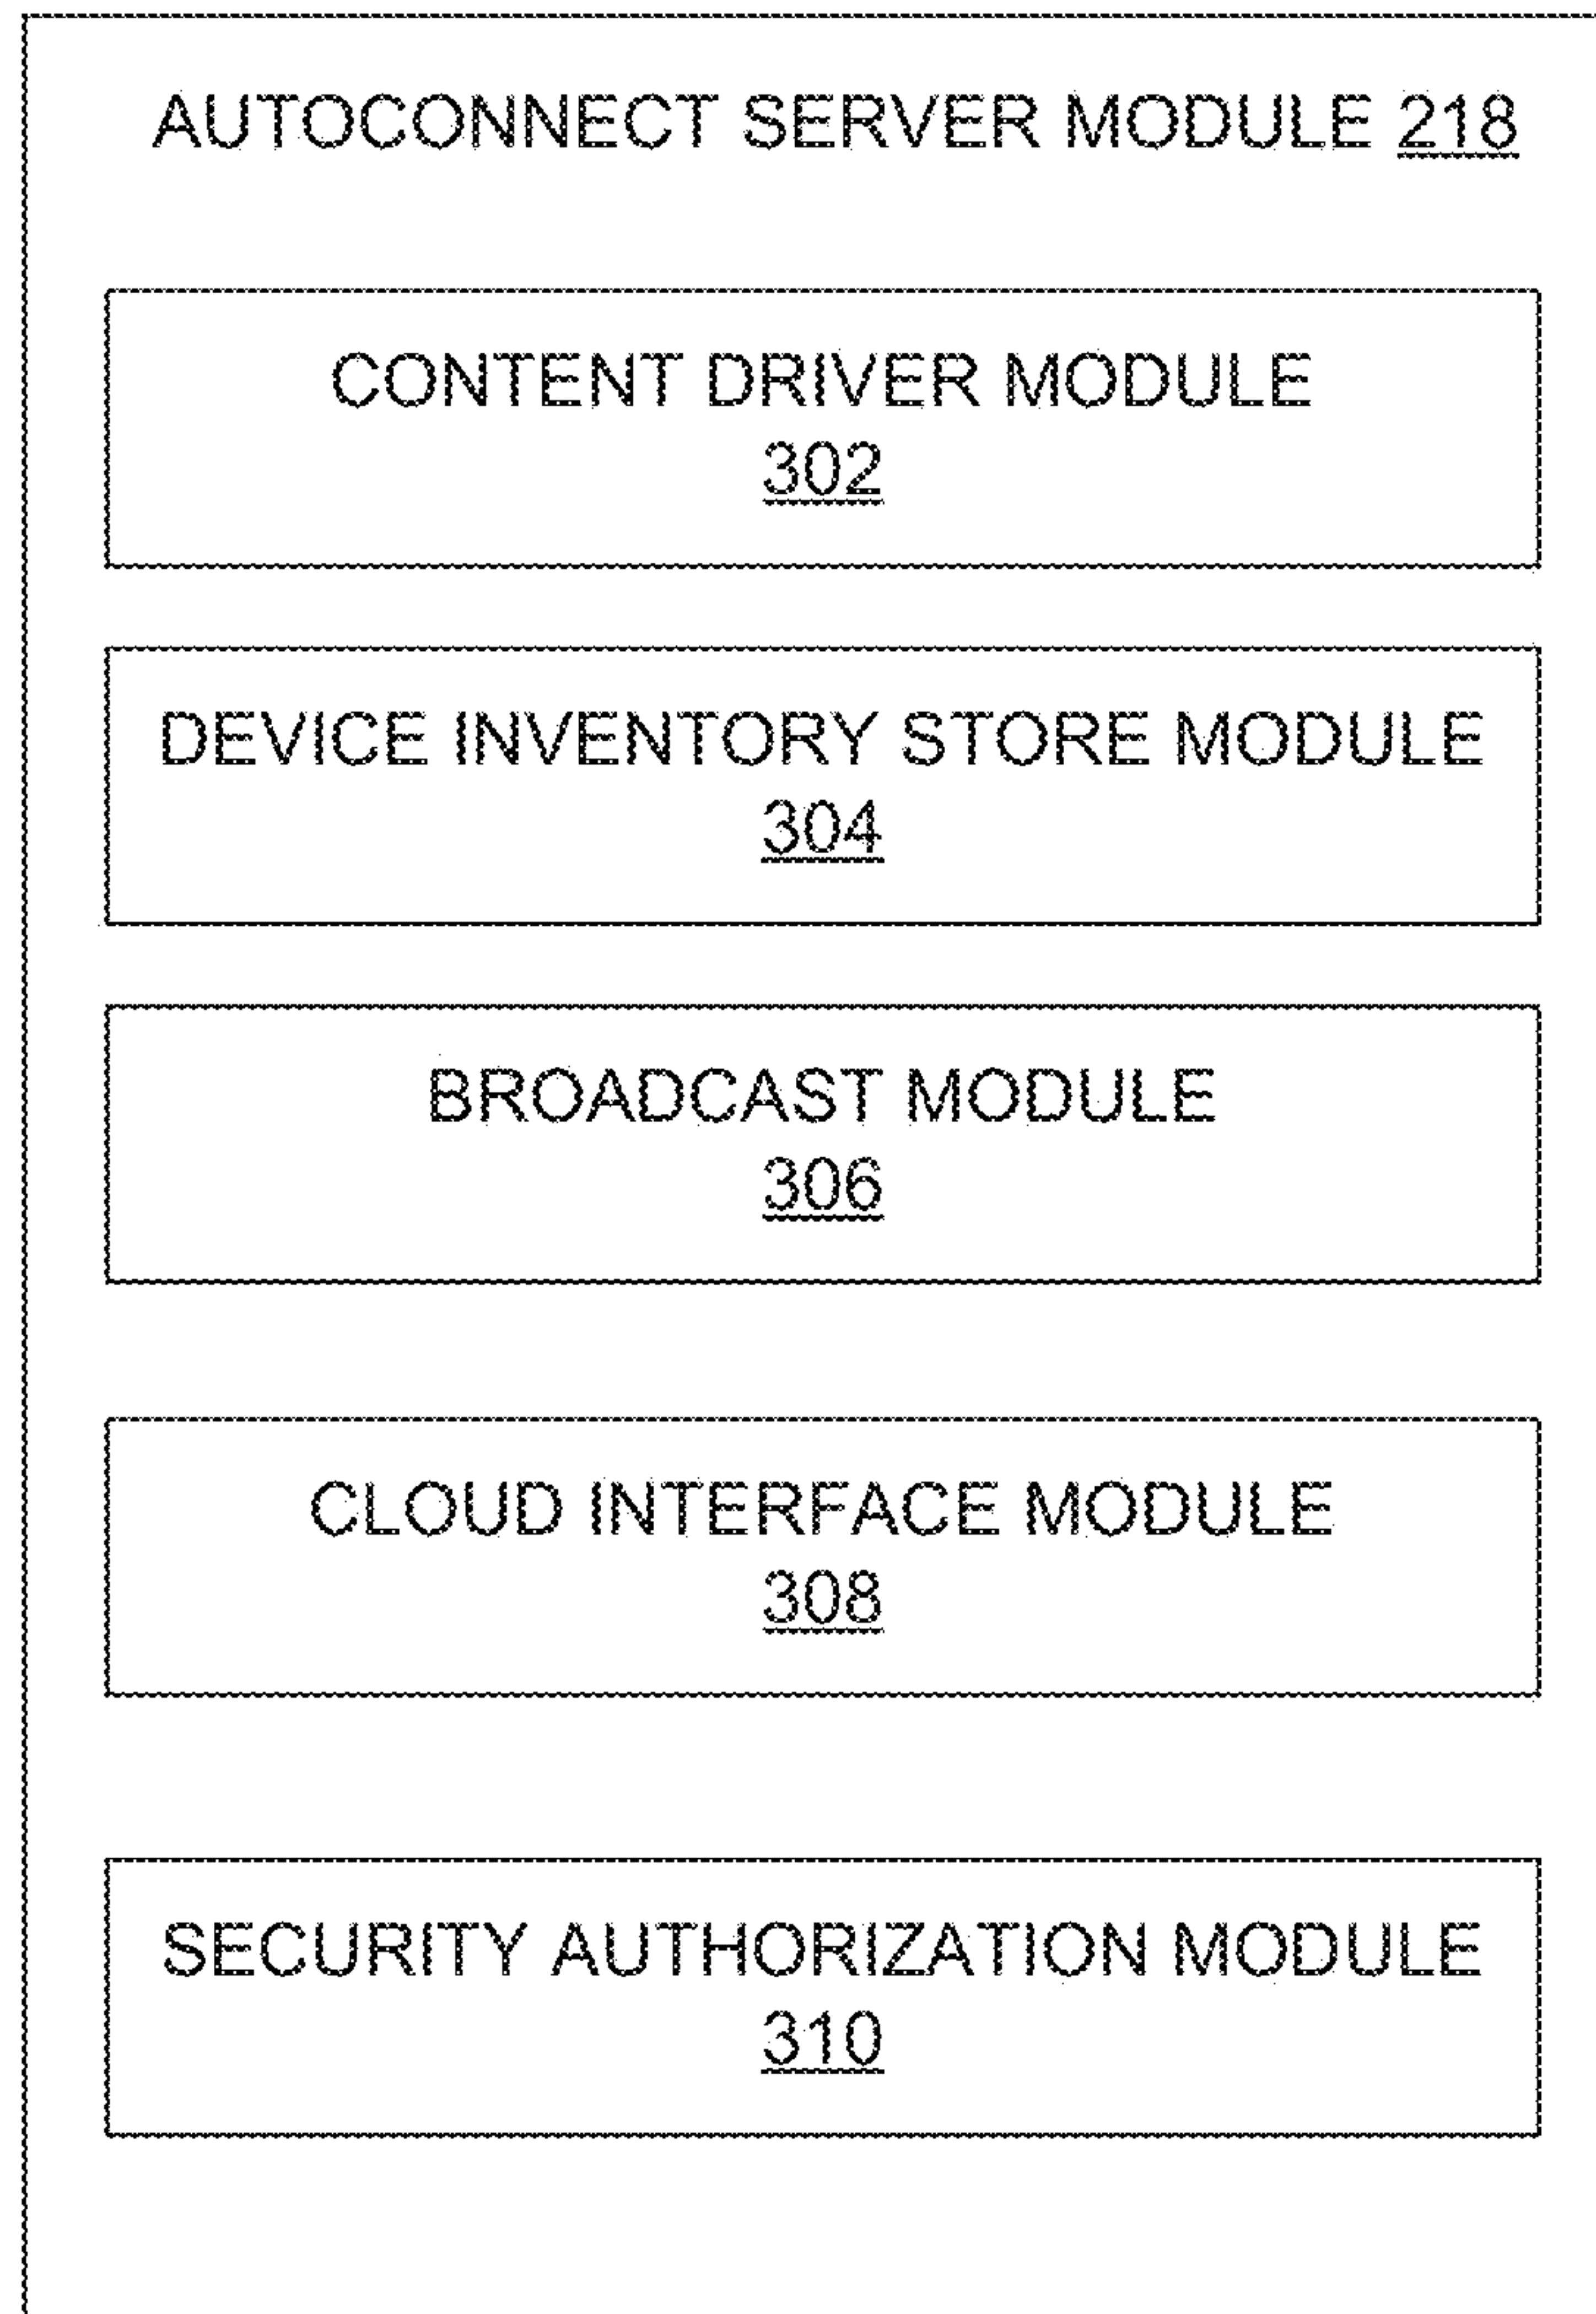 AUTOCONNECT SERVER MODULE 218
CONTENT DRIVER MODULE
302
DEVICE INVENTORY STORE MODULE
304
BROADCAST MODULE
306
CLOUD INTERFACE MODULE
308
SECURITY AUTHORIZATION MODULE
310